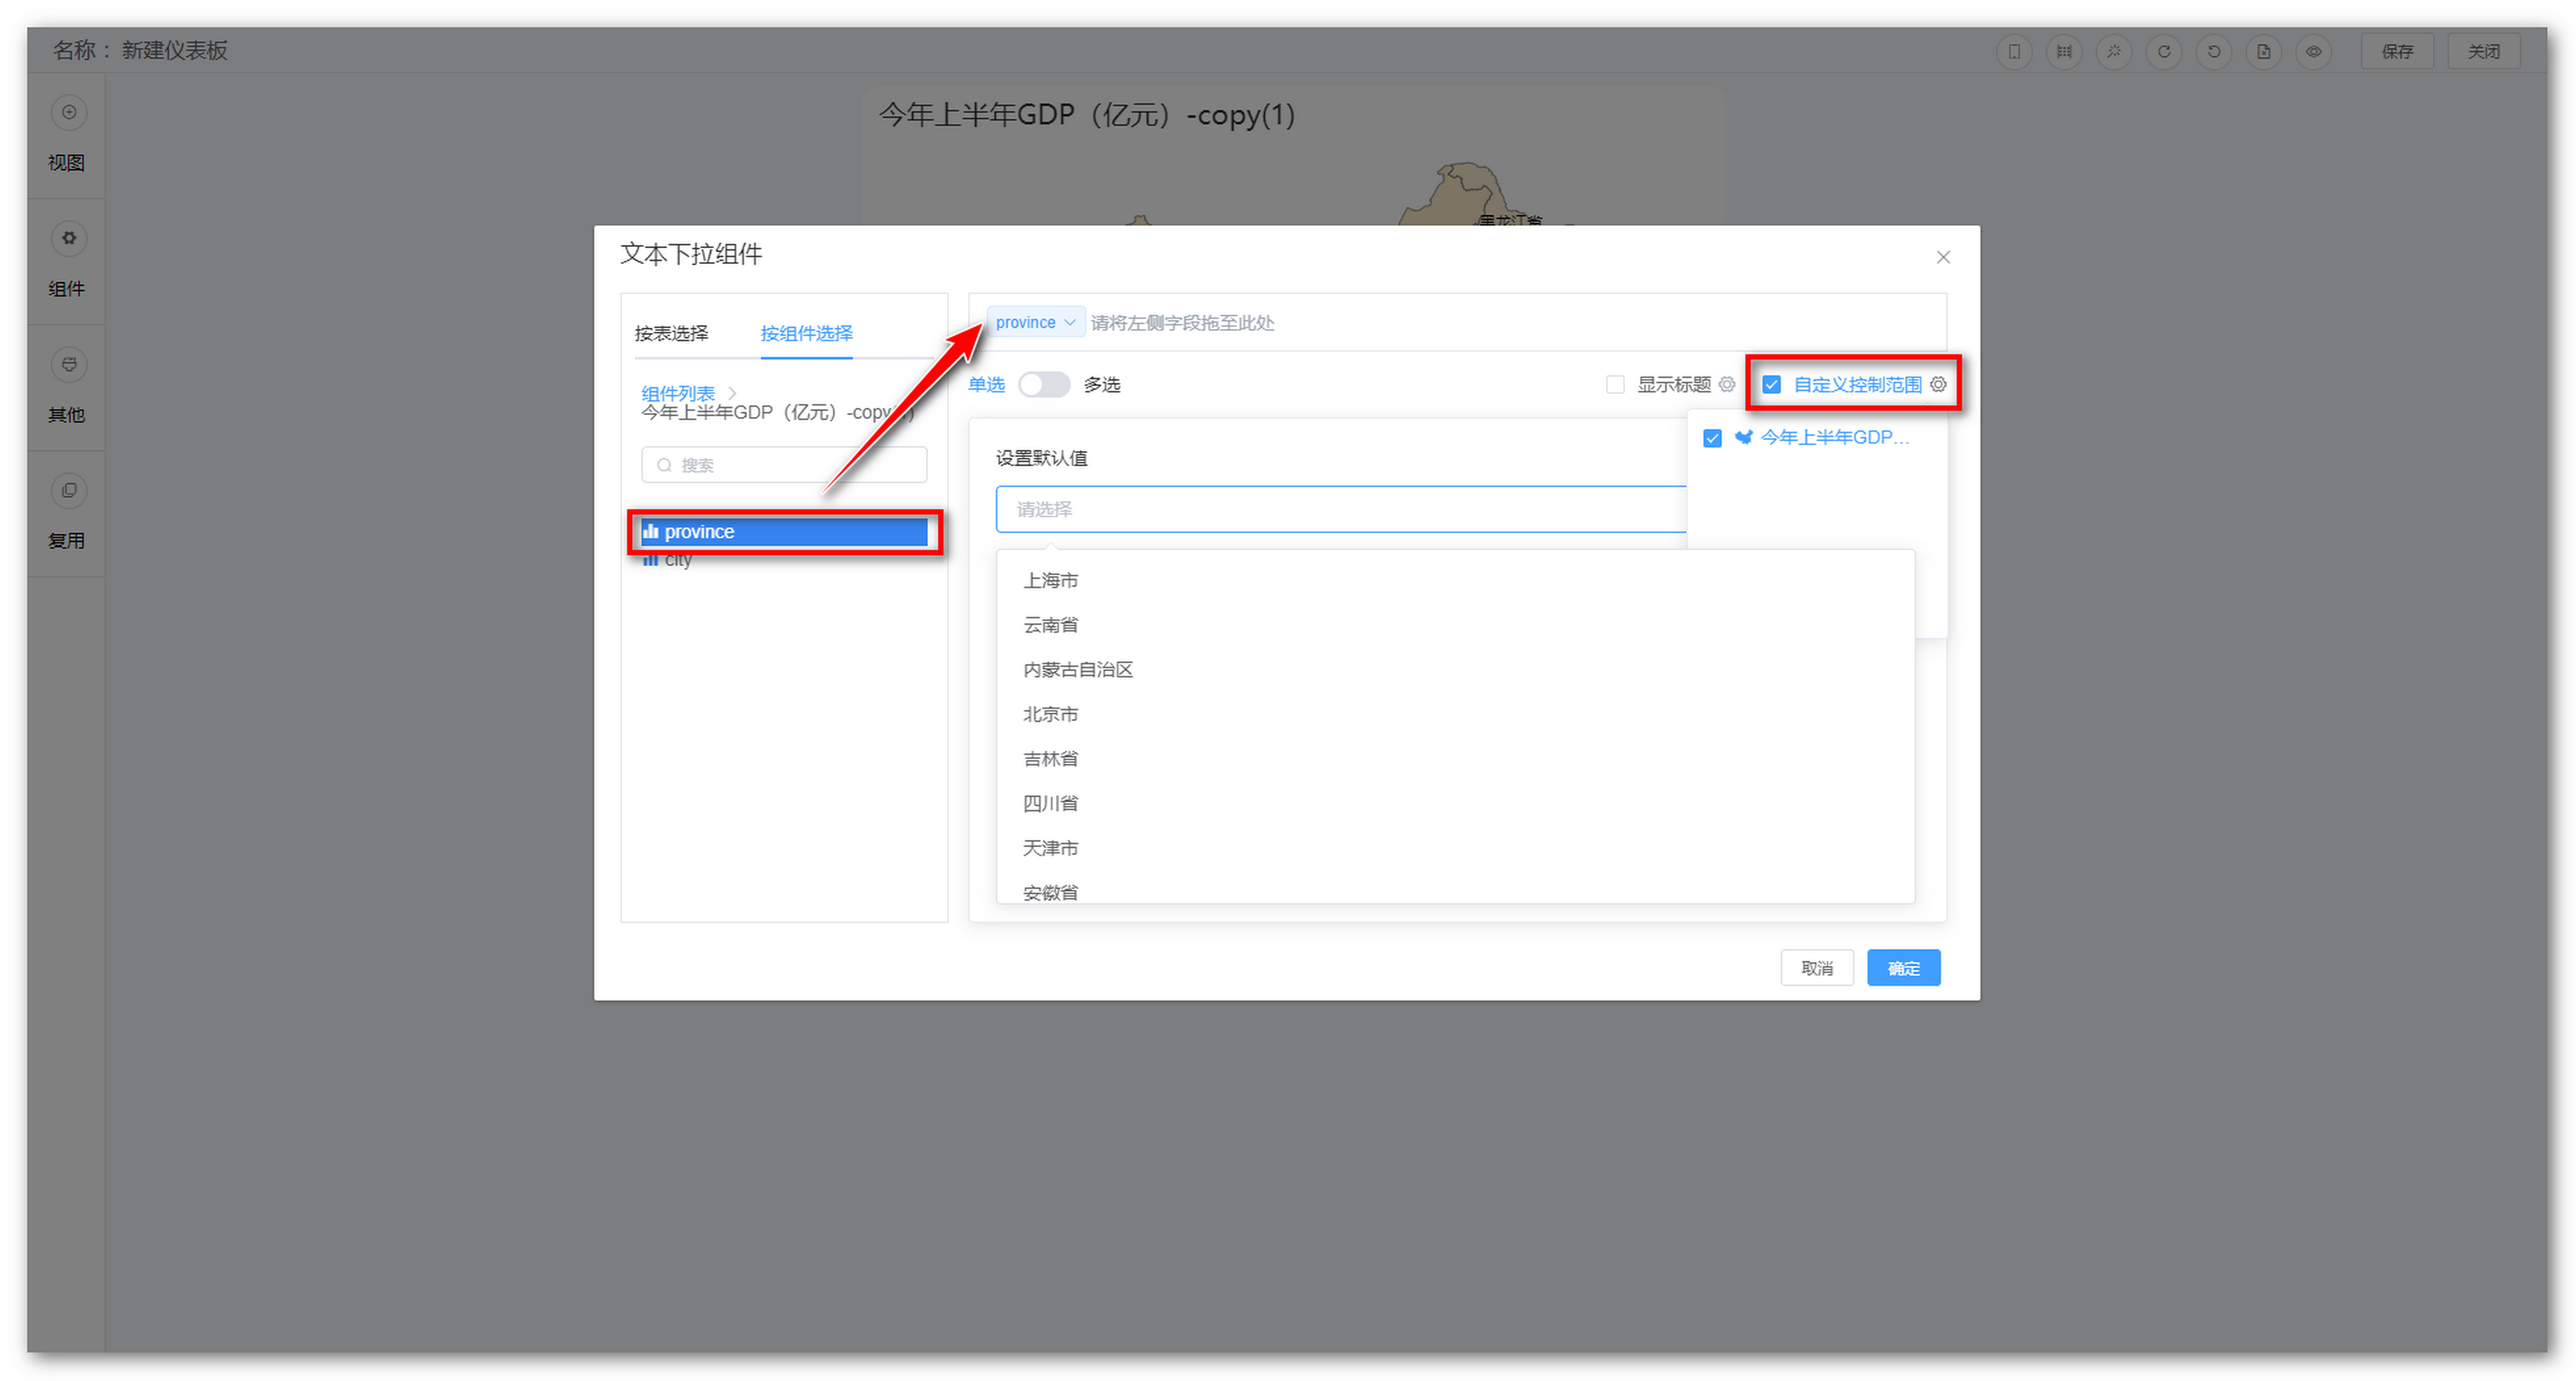 名称： 新建仪表板
保存
关闭
视图
组件
其他
复用
今年上半年GDP（亿元）-copy(1)
黑龙江省
文本下拉组件
按表选择
按组件选择
组件列表
今年上半年GDP（亿元）-copy
搜索
province
city
province
请将左侧字段拖至此处
单选
多选
显示标题
自定义控制范围
今年上半年GDP...
设置默认值
请选择
上海市
云南省
内蒙古自治区
北京市
吉林省
四川省
天津市
安徽省
取消
确定